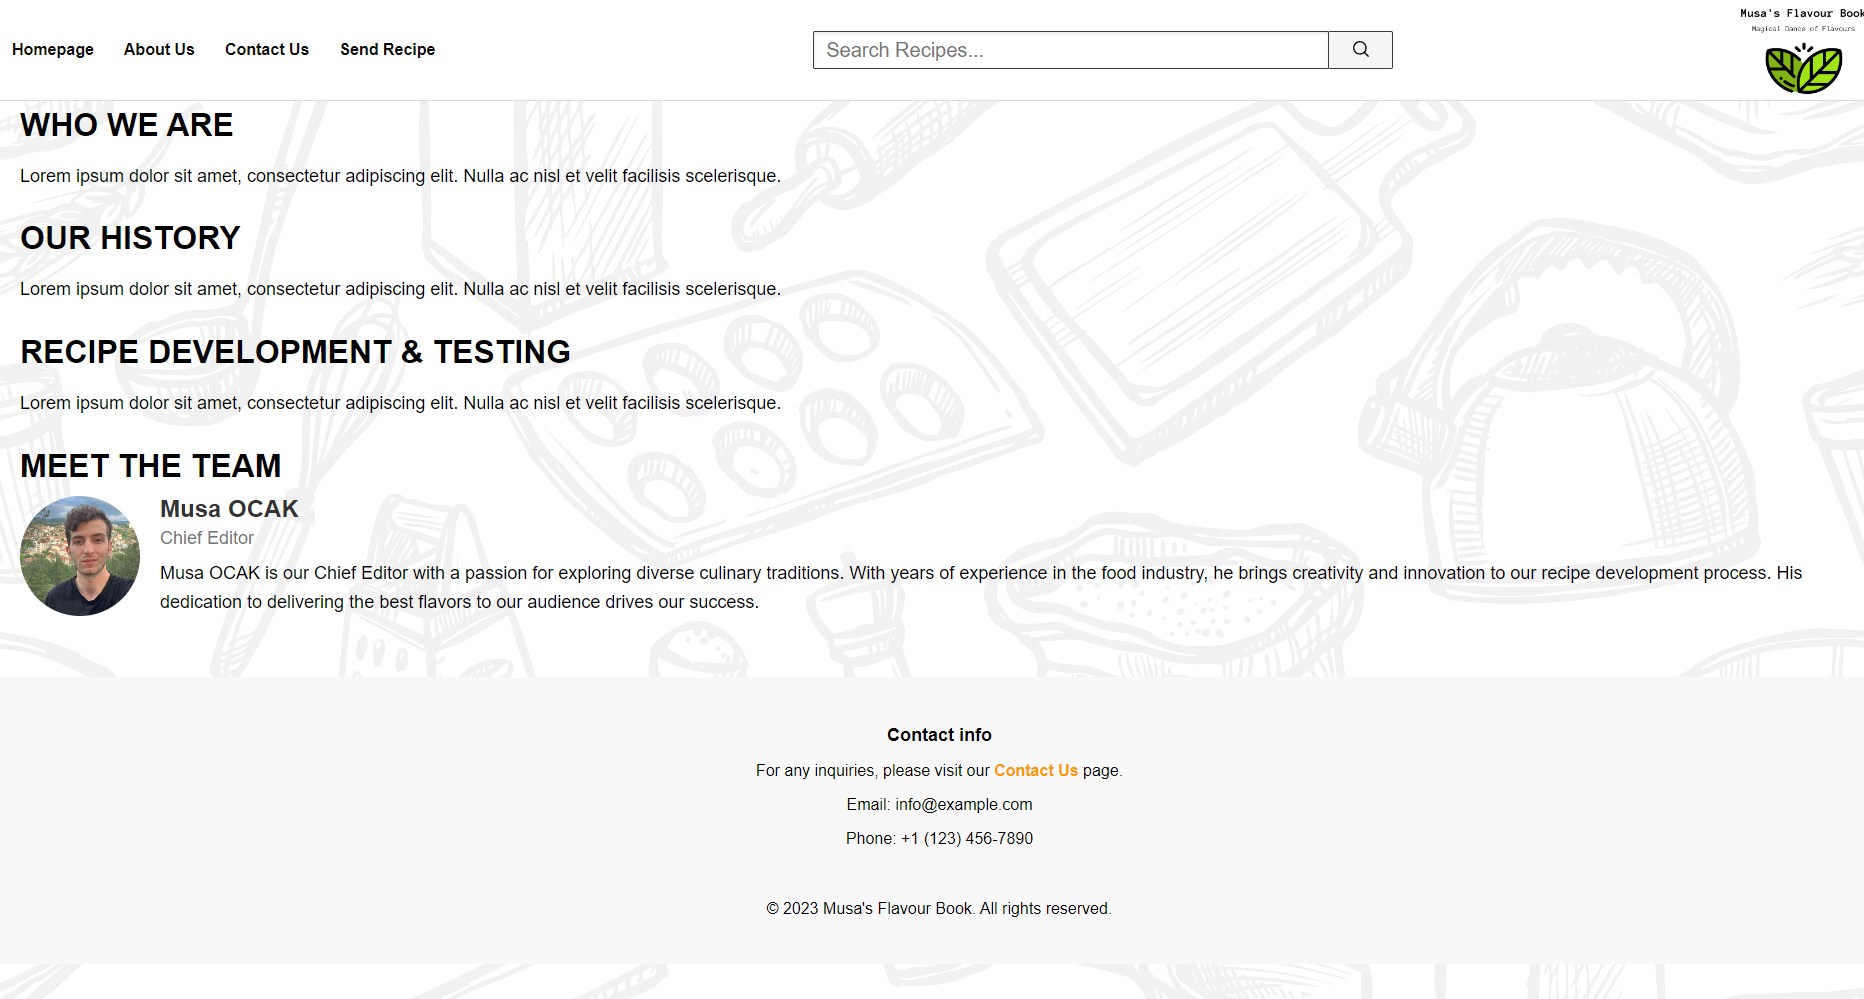 Homepage About Us Contact Us Send Recipe
Search Recipes...
Musa's Flavour Book
Magical Dance of Flavours
WHO WE ARE
Lorem ipsum dolor sit amet, consectetur adipiscing elit. Nulla ac nisl et velit facilisis scelerisque.
OUR HISTORY
Lorem ipsum dolor sit amet, consectetur adipiscing elit. Nulla ac nisl et velit facilisis scelerisque.
RECIPE DEVELOPMENT & TESTING
Lorem ipsum dolor sit amet, consectetur adipiscing elit. Nulla ac nisl et velit facilisis scelerisque.
MEET THE TEAM
Musa OCAK
Chief Editor
Musa OCAK is our Chief Editor with a passion for exploring diverse culinary traditions. With years of experience in the food industry, he brings creativity and innovation to our recipe development process. His
dedication to delivering the best flavors to our audience drives our success.
Contact info
For any inquiries, please visit our Contact Us page.
Email: info@example.com
Phone: +1 (123) 456-7890
© 2023 Musa's Flavour Book. All rights reserved.